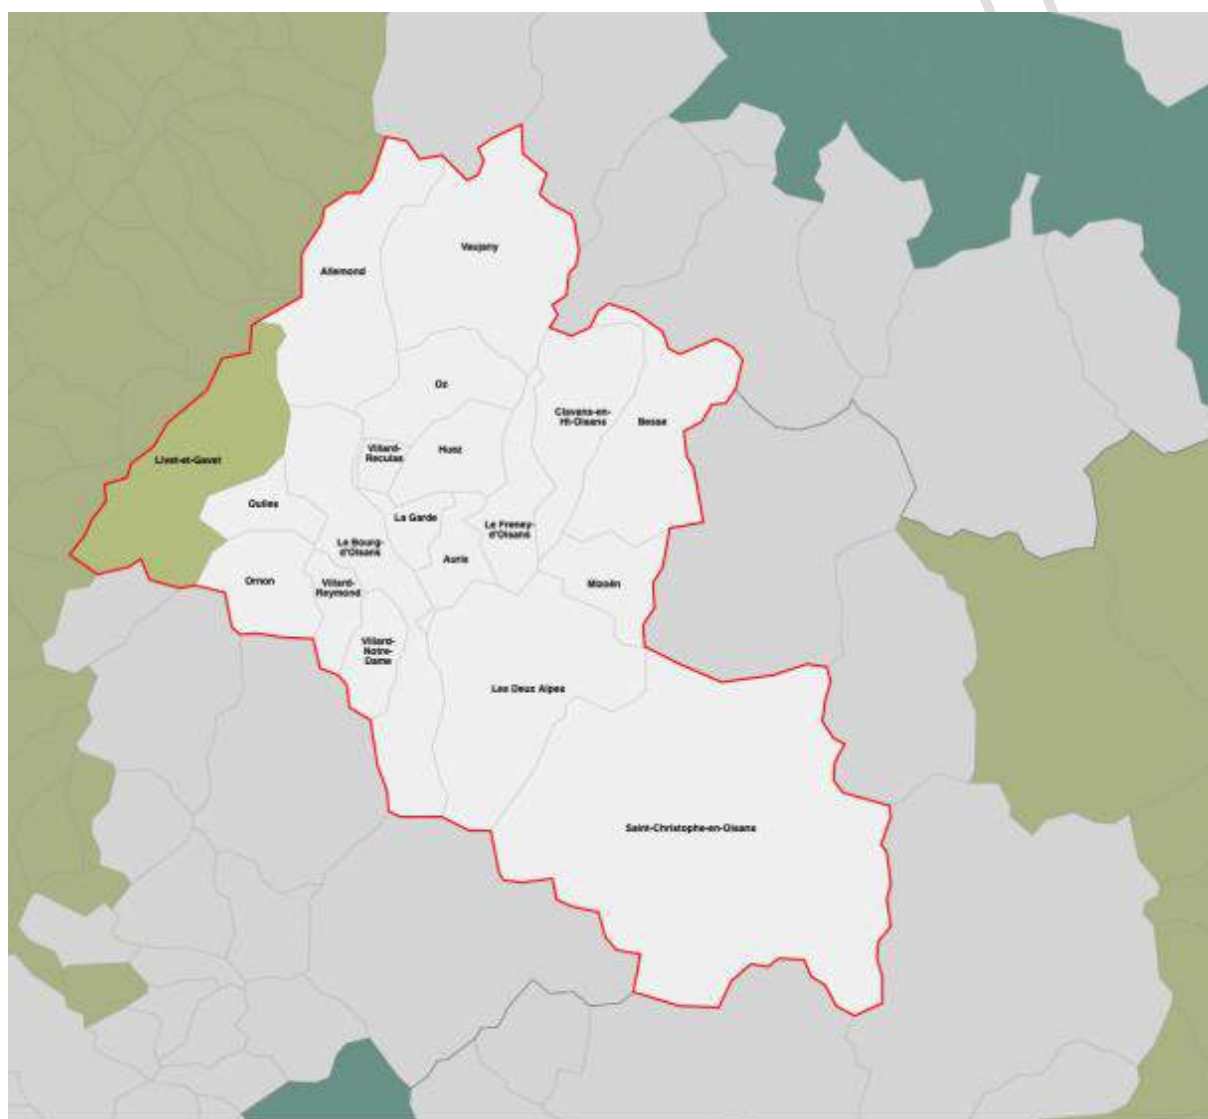 Vaujany
Allemond
Oz
Clavans-en-
Ht-Oisans
Besse
Villard-
Reculas
Huez
Livet-et-Gavet
Oulles
La Garde
Le Freney-
d'Oisans
Le Bourg-
d'Oisans
Auris
Ornon
Villard-
Reymond
Mizoën
Villard-
Notre-
Dame
Les Deux Alpes
Saint-Christophe-en-Oisans